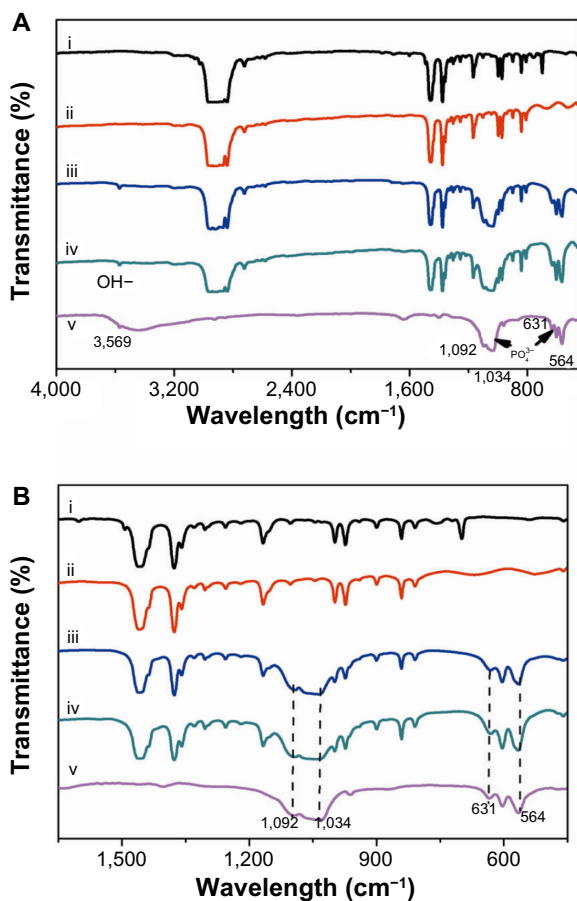 A
Transmittance (%)
i
ii
iii
iv
OH−
v
3,569
1,092
1,034
PO₄³⁻
631
564
4,000 3,200 2,400 1,600 800
Wavelength (cm⁻¹)
B
Transmittance (%)
i
ii
iii
iv
v
1,092 1,034 631 564
1,500 1,200 900 600
Wavelength (cm⁻¹)